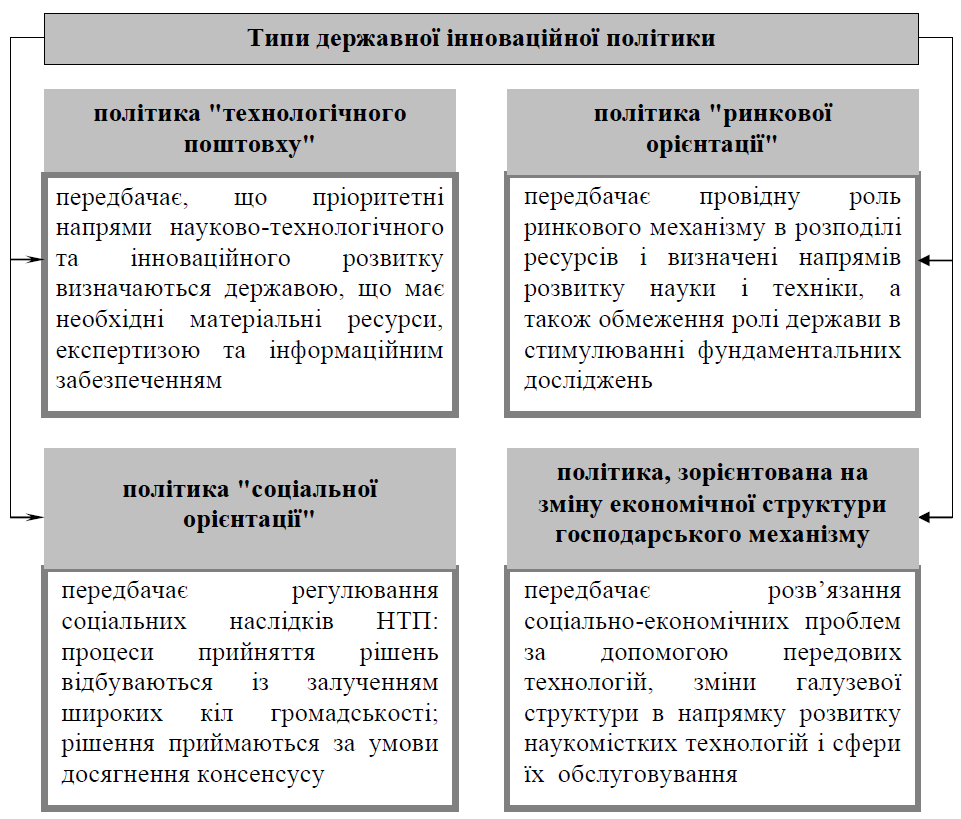 Типи державної інноваційної політики
політика "технологічного
поштовху"
передбачає, що пріоритетні
напрями науково-технологічного
та інноваційного розвитку
визначаються державою, що має
необхідні матеріальні ресурси,
експертизою та інформаційним
забезпеченням
політика "ринкової
орієнтації"
передбачає провідну роль
ринкового механізму в розподілі
ресурсів і визначені напрямів
розвитку науки і техніки, а
також обмеження ролі держави в
стимулюванні фундаментальних
досліджень
політика "соціальної
орієнтації"
передбачає регулювання
соціальних наслідків НТП:
процеси прийняття рішень
відбуваються із залученням
широких кіл громадськості;
рішення приймаються за умови
досягнення консенсусу
політика, зорієнтована на
зміну економічної структури
господарського механізму
передбачає розв’язання
соціально-економічних проблем
за допомогою передових
технологій, зміни галузевої
структури в напрямку розвитку
наукомістких технологій і сфери
їх обслуговування